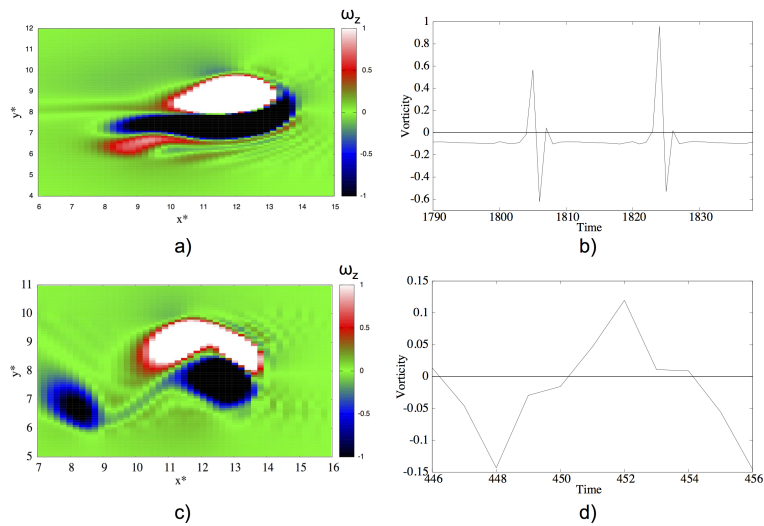 ω_z
12
11
10
9
8
7
6
5
4
y*
6 7 8 9 10 11 12 13 14 15
x*
1
0.5
0
-0.5
-1
a)
1
0.8
0.6
0.4
0.2
0
-0.2
-0.4
-0.6
Vorticity
1790 1800 1810 1820 1830
Time
b)
ω_z
11
10
9
8
7
6
5
y*
7 8 9 10 11 12 13 14 15 16
x*
1
0.5
0
-0.5
-1
c)
0.15
0.1
0.05
0
-0.05
-0.1
-0.15
Vorticity
446 448 450 452 454 456
Time
d)